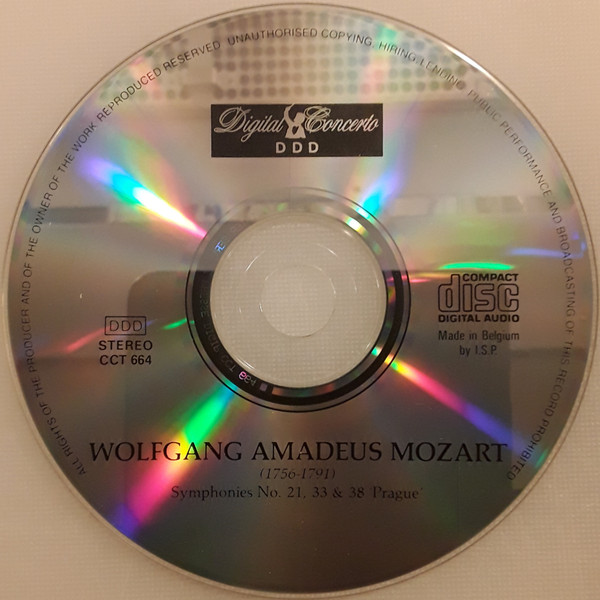 ALL RIGHTS OF THE PRODUCER AND OF THE OWNER OF THE WORK REPRODUCED RESERVED. UNAUTHORISED COPYING, HIRING, LENDING, PUBLIC PERFORMANCE AND BROADCASTING OF THIS RECORD PROHIBITED
Digital Concerto
DDD
DDD
STEREO
CCT 664
COMPACT
disc
DIGITAL AUDIO
Made in Belgium
by I.S.P.
WOLFGANG AMADEUS MOZART
(1756-1791)
Symphonies No. 21, 33 & 38 'Prague'